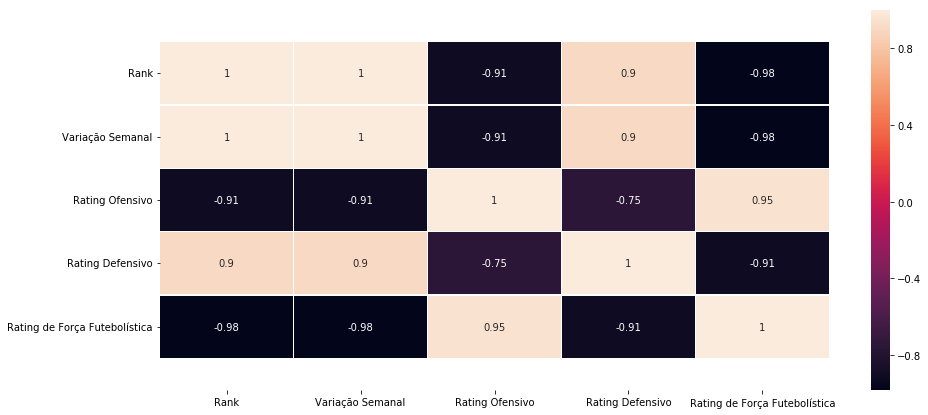 0.8
Rank 1 1 -0.91 0.9 -0.98
0.4
Variação Semanal 1 1 -0.91 0.9 -0.98
Rating Ofensivo -0.91 -0.91 1 -0.75 0.95
0.0
Rating Defensivo 0.9 0.9 -0.75 1 -0.91
-0.4
Rating de Força Futebolística -0.98 -0.98 0.95 -0.91 1
-0.8
Rank Variação Semanal Rating Ofensivo Rating Defensivo Rating de Força Futebolística